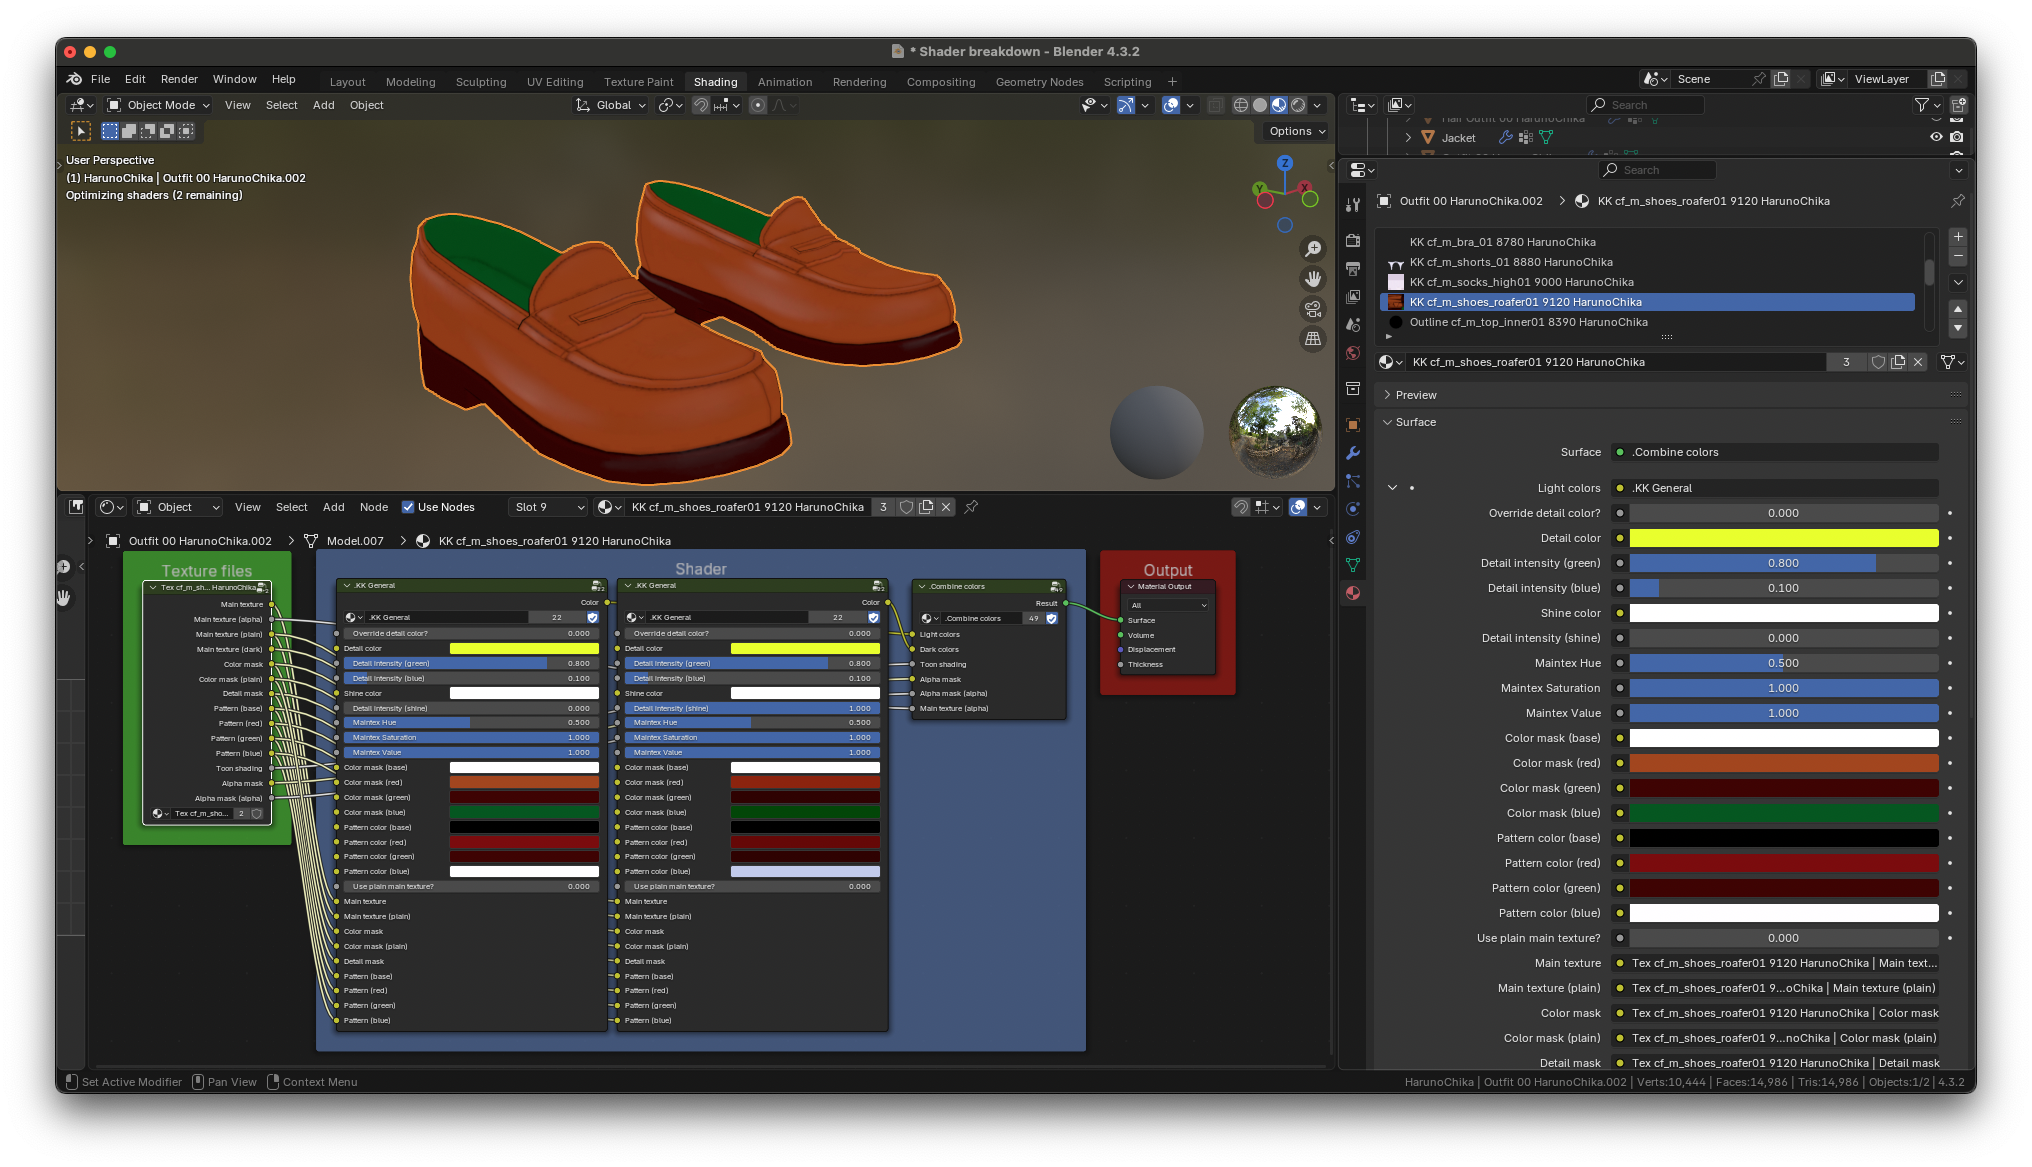 * Shader breakdown - Blender 4.3.2
File Edit Render Window Help Layout Modeling Sculpting UV Editing Texture Paint Shading Animation Rendering Compositing Geometry Nodes Scripting + Scene ViewLayer
Object Mode View Select Add Object Global
Options
User Perspective
(1) HarunoChika | Outfit 00 HarunoChika.002
Optimizing shaders (2 remaining)
Z
Y
X
Object View Select Add Node Use Nodes Slot 9 KK cf_m_shoes_roafer01 9120 HarunoChika 3
Outfit 00 HarunoChika.002 > Model.007 > KK cf_m_shoes_roafer01 9120 HarunoChika
Texture files
Tex cf_m_sh... HarunoChika
Main texture
Main texture (alpha)
Main texture (plain)
Main texture (dark)
Color mask
Color mask (plain)
Detail mask
Pattern (base)
Pattern (red)
Pattern (green)
Pattern (blue)
Toon shading
Alpha mask
Alpha mask (alpha)
Tex cf_m_sho... 2
Shader
.KK General
Color
.KK General 22
Override detail color? 0.000
Detail color
Detail intensity (green) 0.800
Detail intensity (blue) 0.100
Shine color
Detail intensity (shine) 0.000
Maintex Hue 0.500
Maintex Saturation 1.000
Maintex Value 1.000
Color mask (base)
Color mask (red)
Color mask (green)
Color mask (blue)
Pattern color (base)
Pattern color (red)
Pattern color (green)
Pattern color (blue)
Use plain main texture? 0.000
Main texture
Main texture (plain)
Color mask
Color mask (plain)
Detail mask
Pattern (base)
Pattern (red)
Pattern (green)
Pattern (blue)
.KK General
Color
.KK General 22
Override detail color? 0.000
Detail color
Detail intensity (green) 0.800
Detail intensity (blue) 0.100
Shine color
Detail intensity (shine) 1.000
Maintex Hue 0.500
Maintex Saturation 1.000
Maintex Value 1.000
Color mask (base)
Color mask (red)
Color mask (green)
Color mask (blue)
Pattern color (base)
Pattern color (red)
Pattern color (green)
Pattern color (blue)
Use plain main texture? 0.000
Main texture
Main texture (plain)
Color mask
Color mask (plain)
Detail mask
Pattern (base)
Pattern (red)
Pattern (green)
Pattern (blue)
.Combine colors
Result
.Combine colors 49
Light colors
Dark colors
Toon shading
Alpha mask
Alpha mask (alpha)
Main texture (alpha)
Output
Material Output
All
Surface
Volume
Displacement
Thickness
Search
Jacket
Search
Outfit 00 HarunoChika.002 > KK cf_m_shoes_roafer01 9120 HarunoChika
KK cf_m_bra_01 8780 HarunoChika
KK cf_m_shorts_01 8880 HarunoChika
KK cf_m_socks_high01 9000 HarunoChika
KK cf_m_shoes_roafer01 9120 HarunoChika
Outline cf_m_top_inner01 8390 HarunoChika
KK cf_m_shoes_roafer01 9120 HarunoChika 3
Preview
Surface
Surface .Combine colors
Light colors .KK General
Override detail color? 0.000
Detail color
Detail intensity (green) 0.800
Detail intensity (blue) 0.100
Shine color
Detail intensity (shine) 0.000
Maintex Hue 0.500
Maintex Saturation 1.000
Maintex Value 1.000
Color mask (base)
Color mask (red)
Color mask (green)
Color mask (blue)
Pattern color (base)
Pattern color (red)
Pattern color (green)
Pattern color (blue)
Use plain main texture? 0.000
Main texture Tex cf_m_shoes_roafer01 9120 HarunoChika | Main text...
Main texture (plain) Tex cf_m_shoes_roafer01 9...oChika | Main texture (plain)
Color mask Tex cf_m_shoes_roafer01 9120 HarunoChika | Color mask
Color mask (plain) Tex cf_m_shoes_roafer01 9...noChika | Color mask (plain)
Detail mask Tex cf_m_shoes_roafer01 9120 HarunoChika | Detail mask
Set Active Modifier Pan View Context Menu
HarunoChika | Outfit 00 HarunoChika.002 | Verts:10,444 | Faces:14,986 | Tris:14,986 | Objects:1/2 | 4.3.2